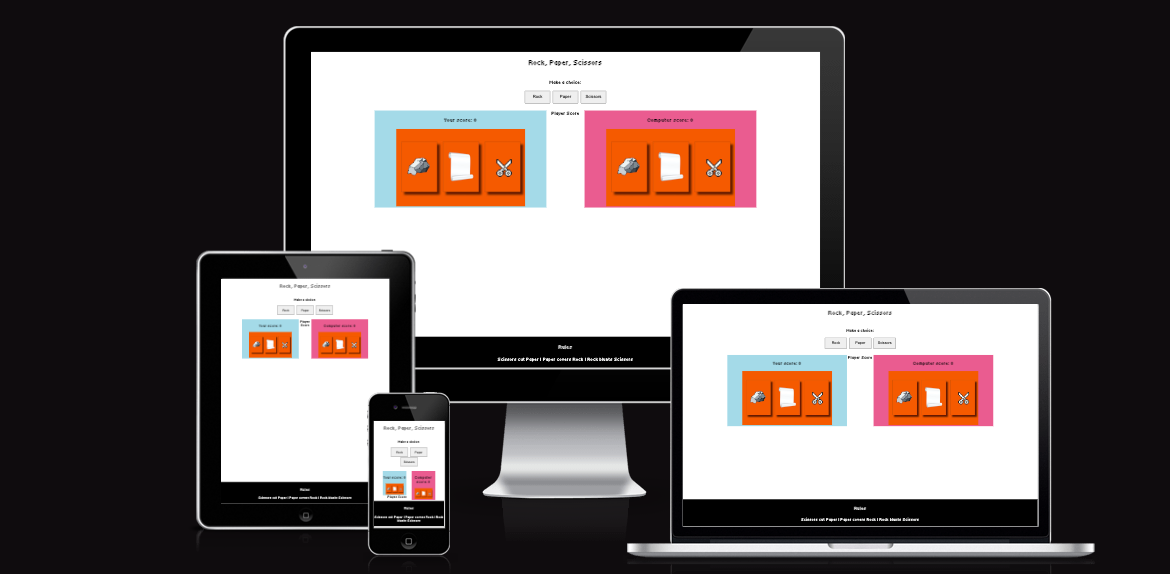 Rock, Paper, Scissors
Make a choice:
Rock Paper Scissors
Your score: 0
Player Score
Computer score: 0
Rules
Scissors cut Paper | Paper covers Rock | Rock blunts Scissors
Rock, Paper, Scissors
Make a choice:
Rock Paper Scissors
Your score: 0
Player
Score
Computer score: 0
Rules
Scissors cut Paper | Paper covers Rock | Rock blunts Scissors
Rock, Paper, Scissors
Make a choice:
Rock Paper
Scissors
Your score: 0
Computer
score: 0
Player Score
Rules
Scissors cut Paper | Paper covers Rock | Rock
blunts Scissors
Rock, Paper, Scissors
Make a choice:
Rock Paper Scissors
Your score: 0
Player Score
Computer score: 0
Rules
Scissors cut Paper | Paper covers Rock | Rock blunts Scissors